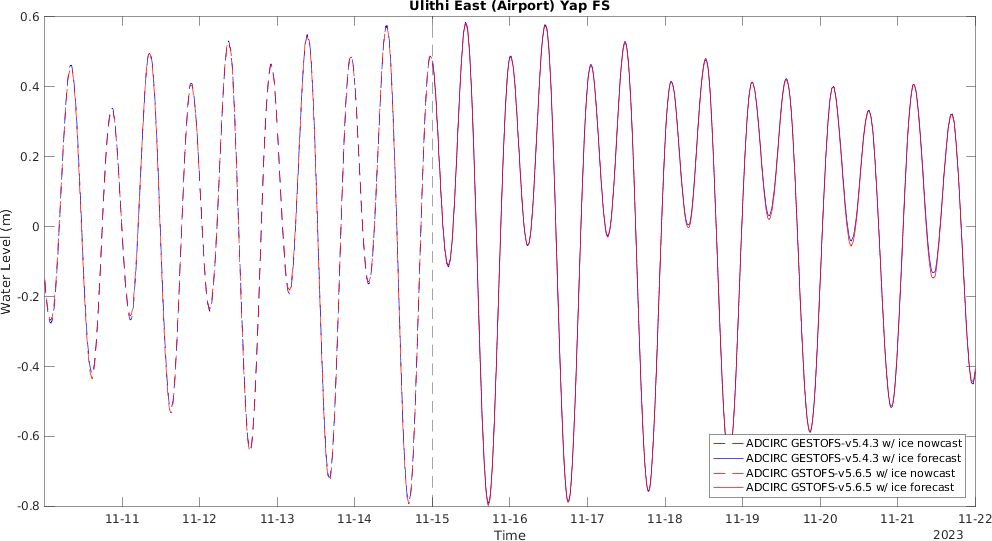 Ulithi East (Airport) Yap FS
0.6
0.4
0.2
0
-0.2
-0.4
-0.6
-0.8
Water Level (m)
ADCIRC GESTOFS-v5.4.3 w/ ice nowcast
ADCIRC GESTOFS-v5.4.3 w/ ice forecast
ADCIRC GSTOFS-v5.6.5 w/ ice nowcast
ADCIRC GSTOFS-v5.6.5 w/ ice forecast
11-11 11-12 11-13 11-14 11-15 11-16 11-17 11-18 11-19 11-20 11-21 11-22
Time
2023